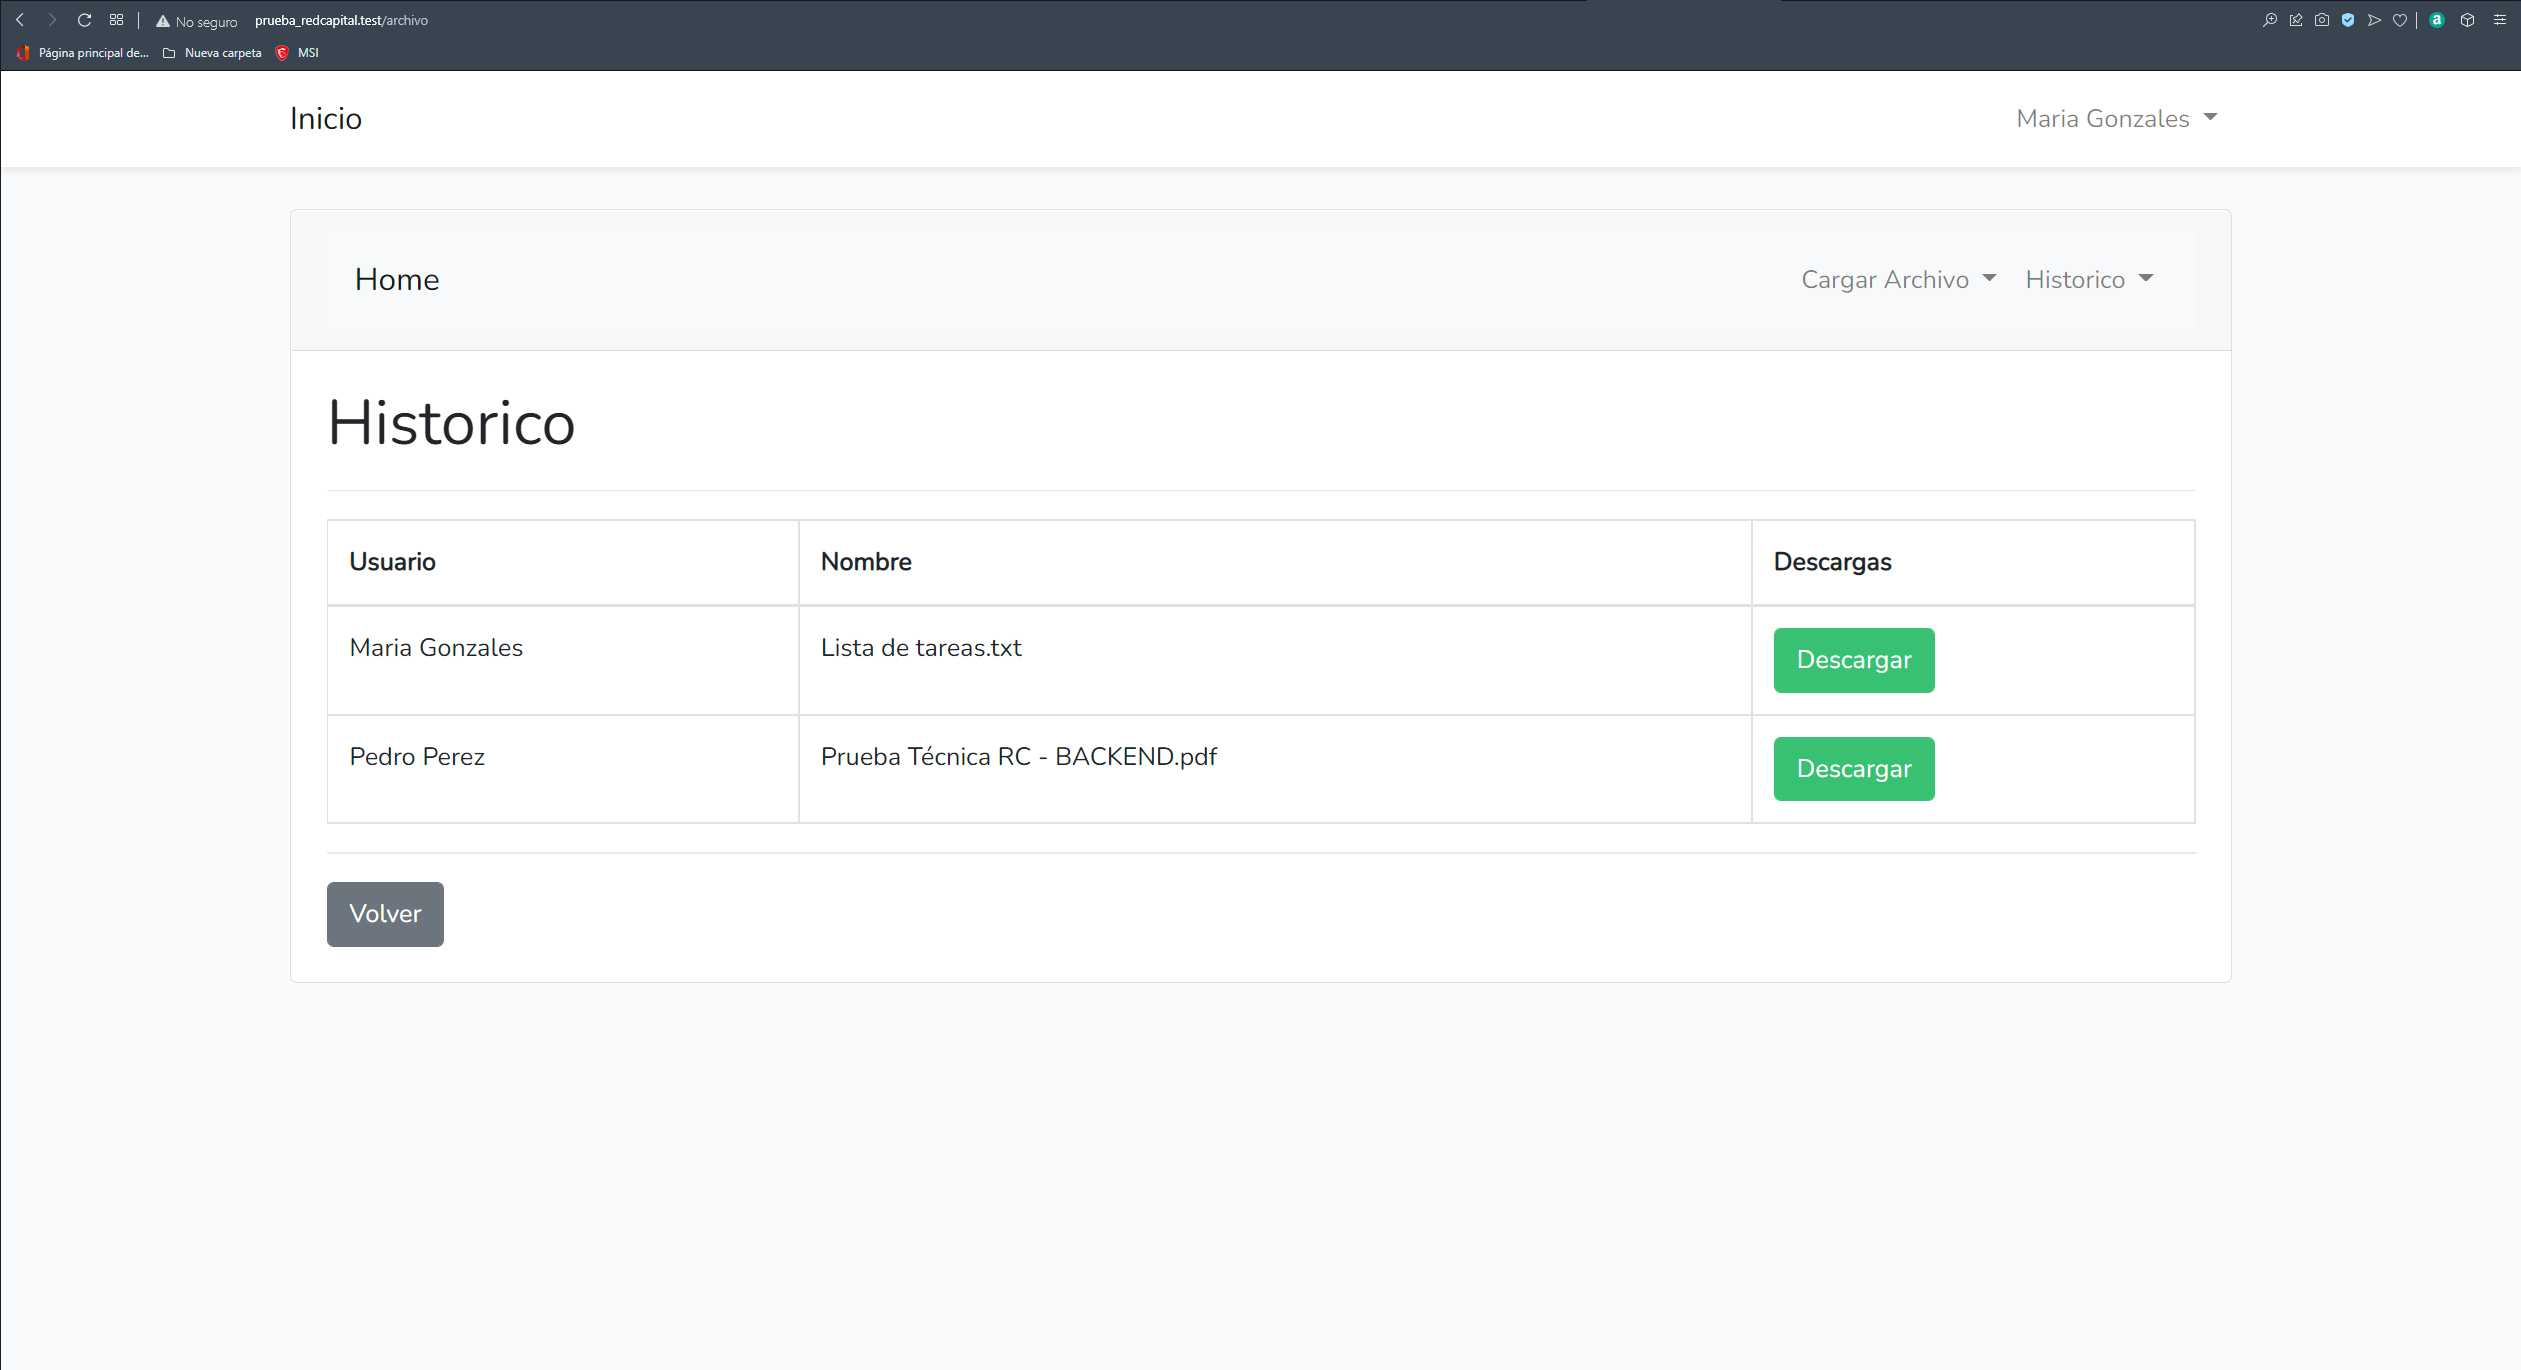 No seguro prueba_redcapital.test/archivo
Página principal de... Nueva carpeta MSI
Inicio Maria Gonzales
Home Cargar Archivo Historico
Historico
Usuario Nombre Descargas
Maria Gonzales Lista de tareas.txt Descargar
Pedro Perez Prueba Técnica RC - BACKEND.pdf Descargar
Volver